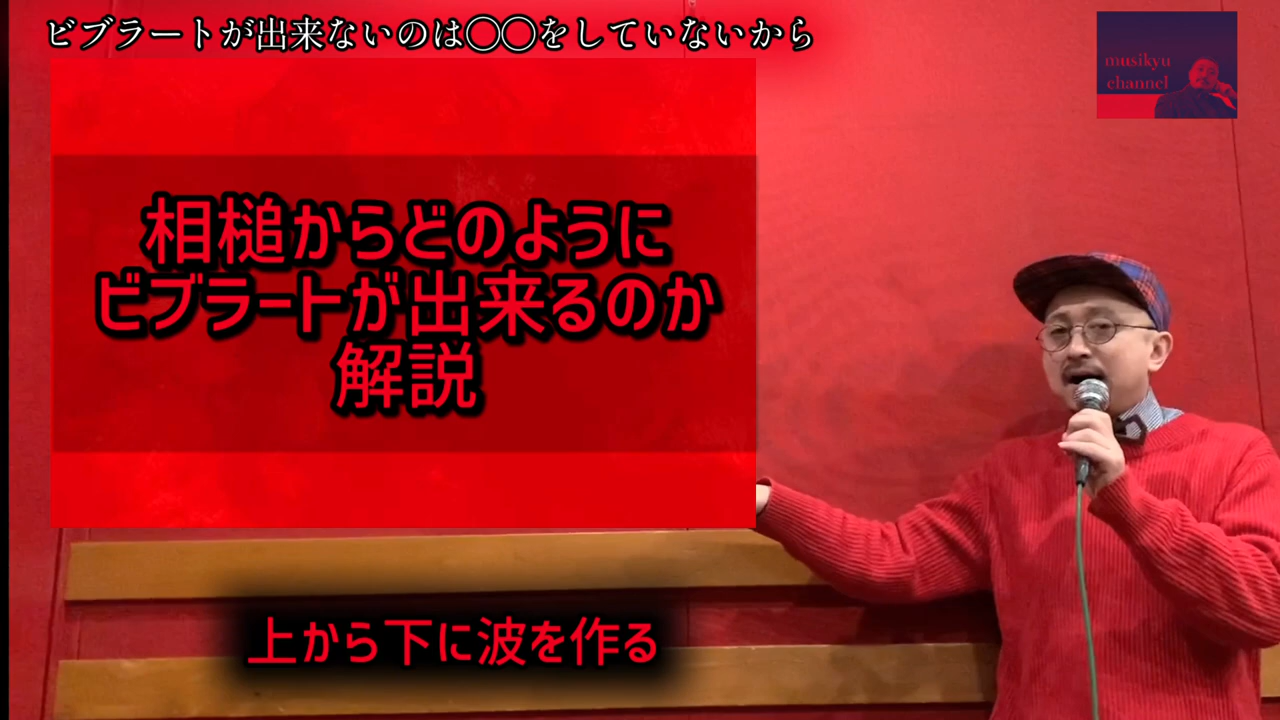 ビブラートが出来ないのは◯◯をしていないから
musikyu
channel
相槌からどのように
ビブラートが出来るのか
解説
上から下に波を作る